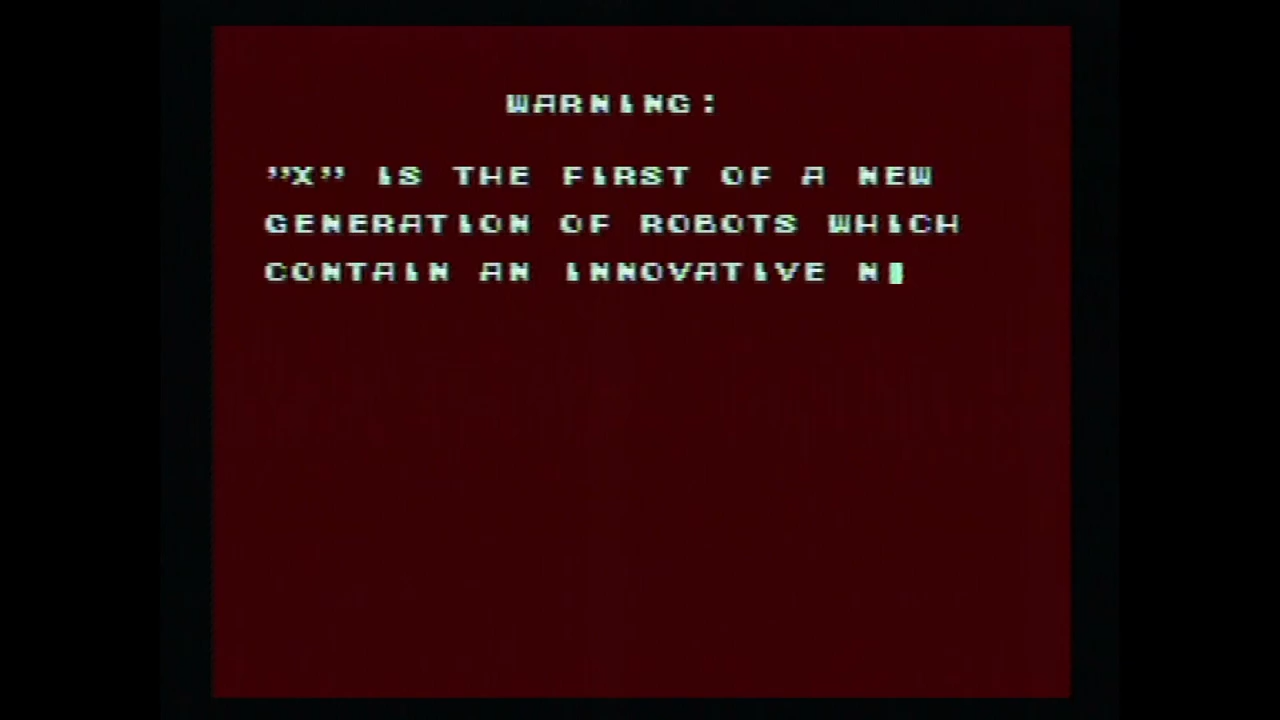 WARNING:
"X" IS THE FIRST OF A NEW
GENERATION OF ROBOTS WHICH
CONTAIN AN INNOVATIVE N